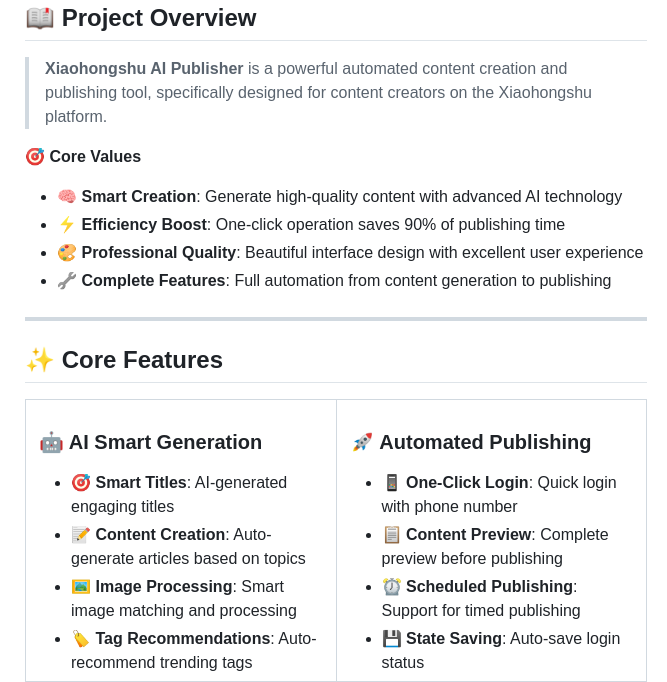 📖 Project Overview
Xiaohongshu AI Publisher is a powerful automated content creation and
publishing tool, specifically designed for content creators on the Xiaohongshu
platform.
🎯 Core Values
• 🧠 Smart Creation: Generate high-quality content with advanced AI technology
• ⚡ Efficiency Boost: One-click operation saves 90% of publishing time
• 🎨 Professional Quality: Beautiful interface design with excellent user experience
• 🔧 Complete Features: Full automation from content generation to publishing
✨ Core Features
🤖 AI Smart Generation
• 🎯 Smart Titles: AI-generated
engaging titles
• 📝 Content Creation: Auto-
generate articles based on topics
• 🖼️ Image Processing: Smart
image matching and processing
• 🏷️ Tag Recommendations: Auto-
recommend trending tags
🚀 Automated Publishing
• 📱 One-Click Login: Quick login
with phone number
• 📋 Content Preview: Complete
preview before publishing
• ⏰ Scheduled Publishing:
Support for timed publishing
• 💾 State Saving: Auto-save login
status